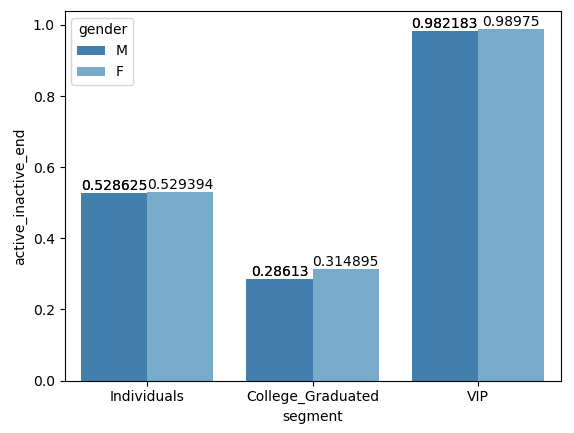 gender
M
F
active_inactive_end
1.0
0.8
0.6
0.4
0.2
0.0
0.528625
0.529394
0.28613
0.314895
0.982183
0.98975
Individuals
College_Graduated
VIP
segment